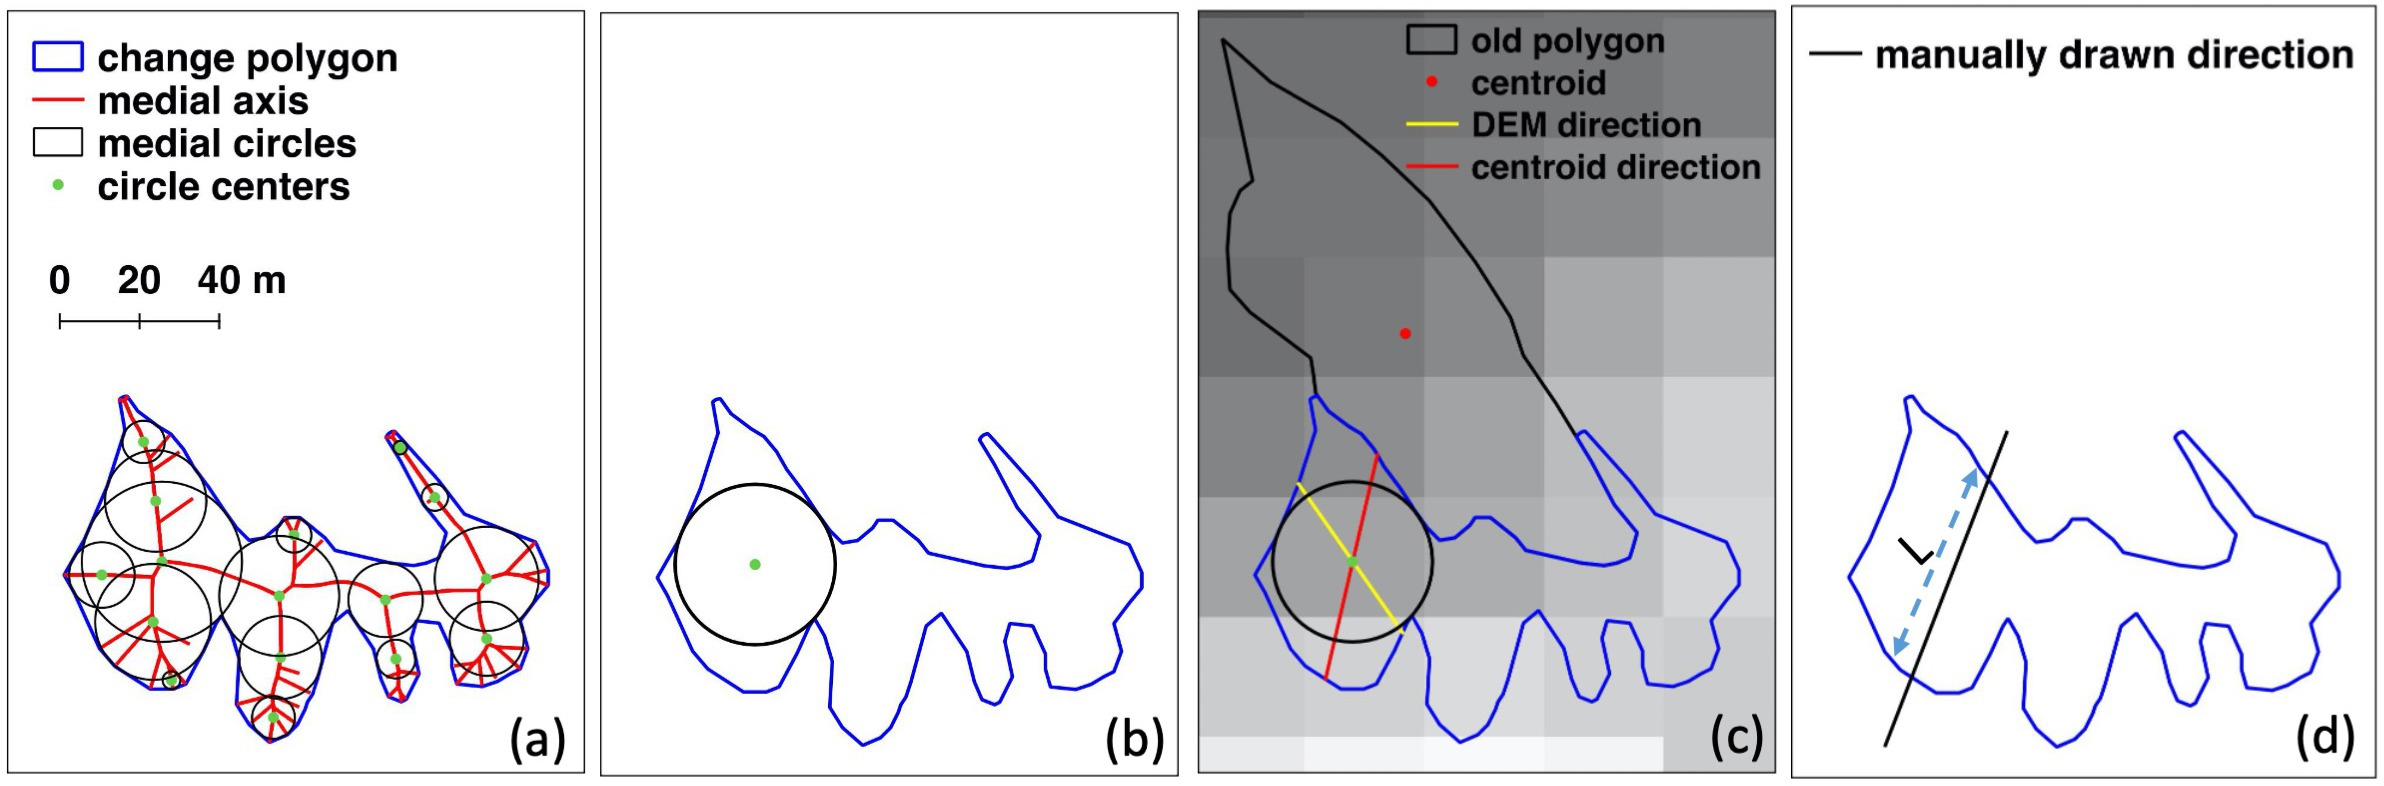 change polygon
medial axis
medial circles
circle centers
0 20 40 m
(a)
(b)
old polygon
centroid
DEM direction
centroid direction
(c)
manually drawn direction
L
(d)